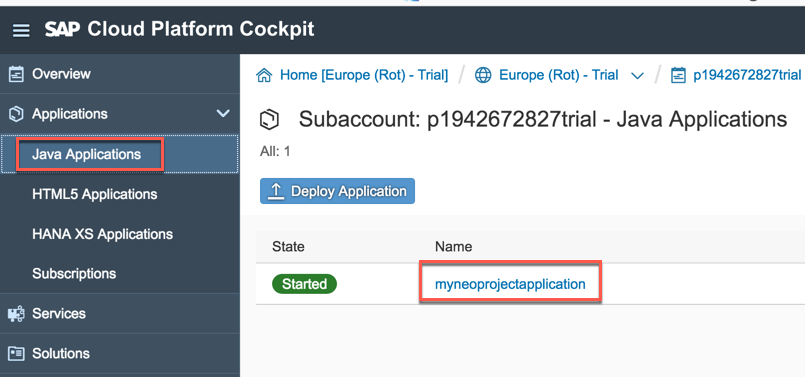 SAP Cloud Platform Cockpit
Overview
Applications
Java Applications
HTML5 Applications
HANA XS Applications
Subscriptions
Services
Solutions
Home [Europe (Rot) - Trial] / Europe (Rot) - Trial / p1942672827trial
Subaccount: p1942672827trial - Java Applications
All: 1
Deploy Application
State Name
Started myneoprojectapplication